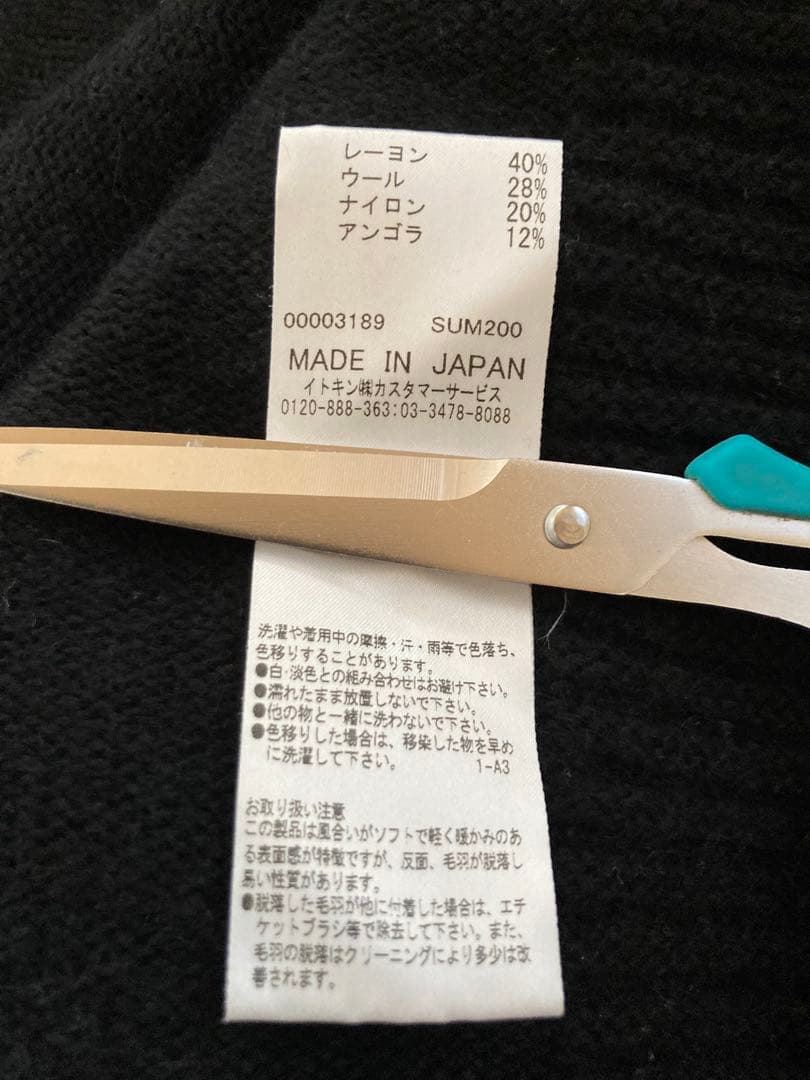 レーヨン 40%
ウール 28%
ナイロン 20%
アンゴラ 12%
00003189 SUM200
MADE IN JAPAN
イトキン㈱カスタマーサービス
0120-888-363:03-3478-8088
洗濯や着用中の摩擦・汗・雨等で色落ち、
色移りすることがあります。
●白・淡色との組み合わせはお避け下さい。
●濡れたまま放置しないで下さい。
●他の物と一緒に洗わないで下さい。
●色移りした場合は、移染した物を早め
に洗濯して下さい。 1-A3
お取り扱い注意
この製品は風合いがソフトで軽く暖かみのあ
る表面感が特徴ですが、反面、毛羽が脱落し
易い性質があります。
●脱落した毛羽が他に付着した場合は、エチ
ケットブラシ等で除去して下さい。また、
毛羽の脱落はクリーニングにより多少は改
善されます。